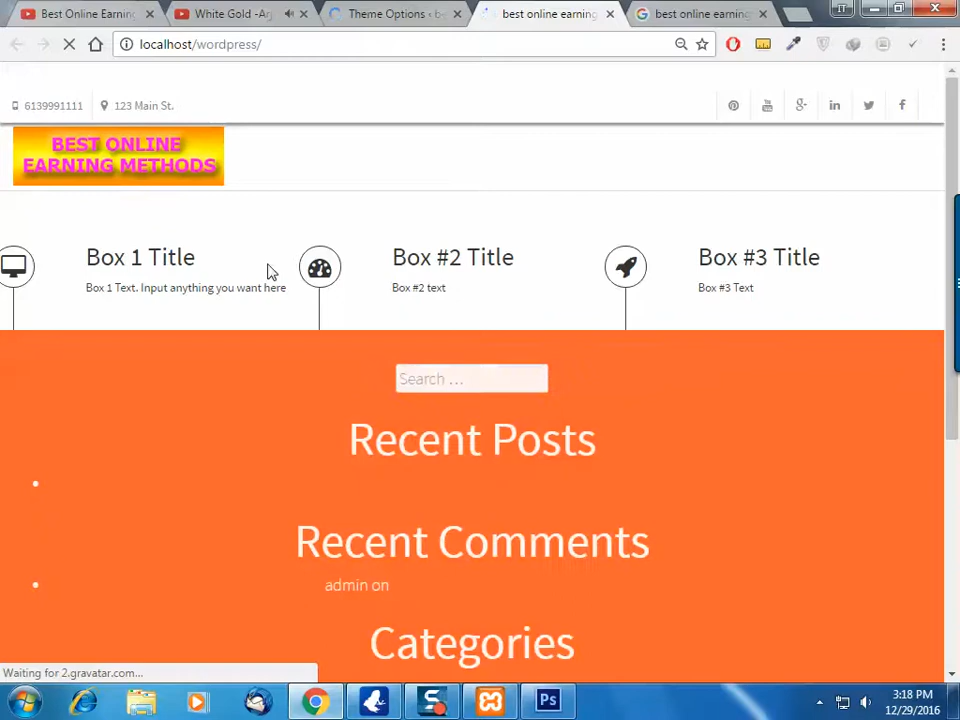 Best Online Earning
White Gold -Ar
Theme Options ‹ be
best online earning
best online earning
localhost/wordpress/
6139991111
123 Main St.
BEST ONLINE
EARNING METHODS
Box 1 Title
Box #2 Title
Box #3 Title
Box 1 Text. Input anything you want here
Box #2 text
Box #3 Text
Search …
Recent Posts
Recent Comments
admin on
Categories
Waiting for 2.gravatar.com...
3:18 PM
12/29/2016